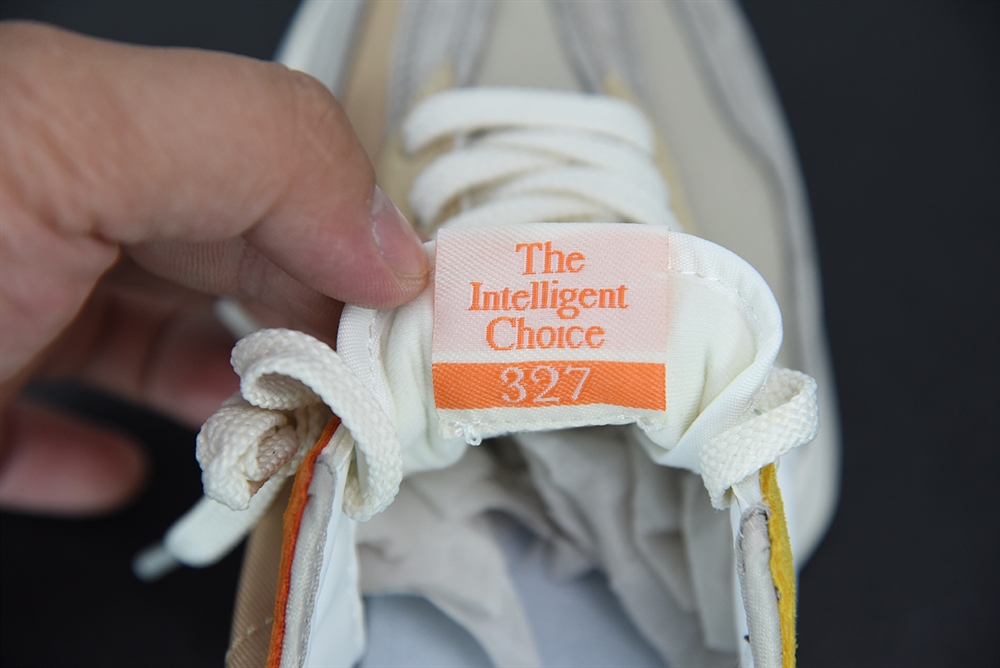 The
Intelligent
Choice
327